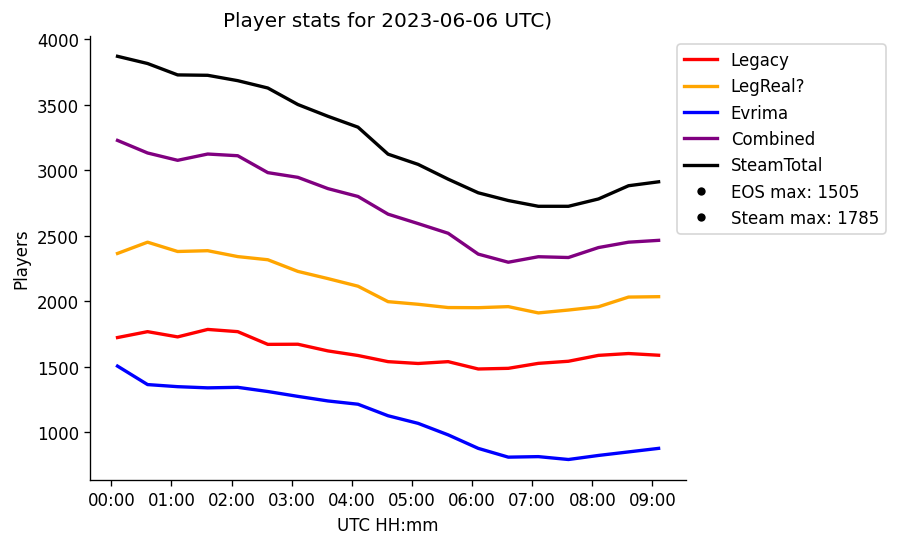 Player stats for 2023-06-06 UTC)
4000
3500
3000
2500
2000
1500
1000
Players
00:00 01:00 02:00 03:00 04:00 05:00 06:00 07:00 08:00 09:00
UTC HH:mm
Legacy
LegReal?
Evrima
Combined
SteamTotal
EOS max: 1505
Steam max: 1785